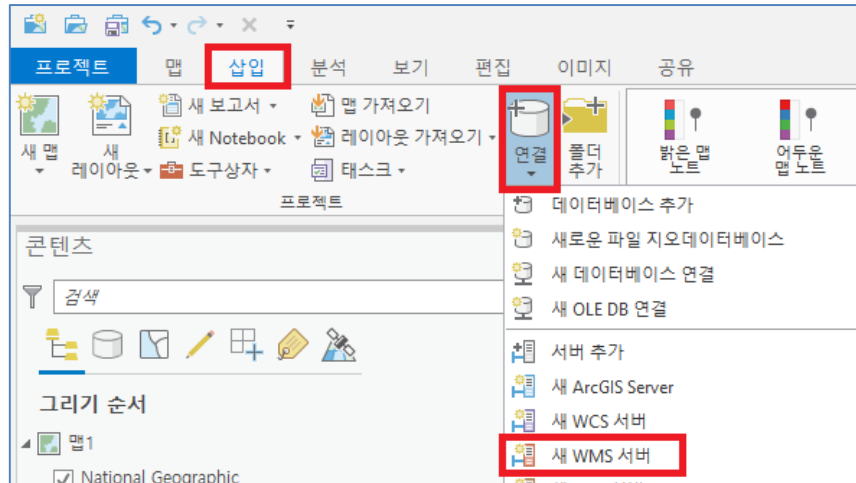 프로젝트 맵 삽입 분석 보기 편집 이미지 공유
새 맵
새 레이아웃
새 보고서
새 Notebook
도구상자
맵 가져오기
레이아웃 가져오기
태스크
프로젝트
연결
폴더
추가
밝은 맵
노트
어두운
맵 노트
데이터베이스 추가
새로운 파일 지오데이터베이스
새 데이터베이스 연결
새 OLE DB 연결
서버 추가
새 ArcGIS Server
새 WCS 서버
새 WMS 서버
콘텐츠
검색
그리기 순서
맵1
National Geographic